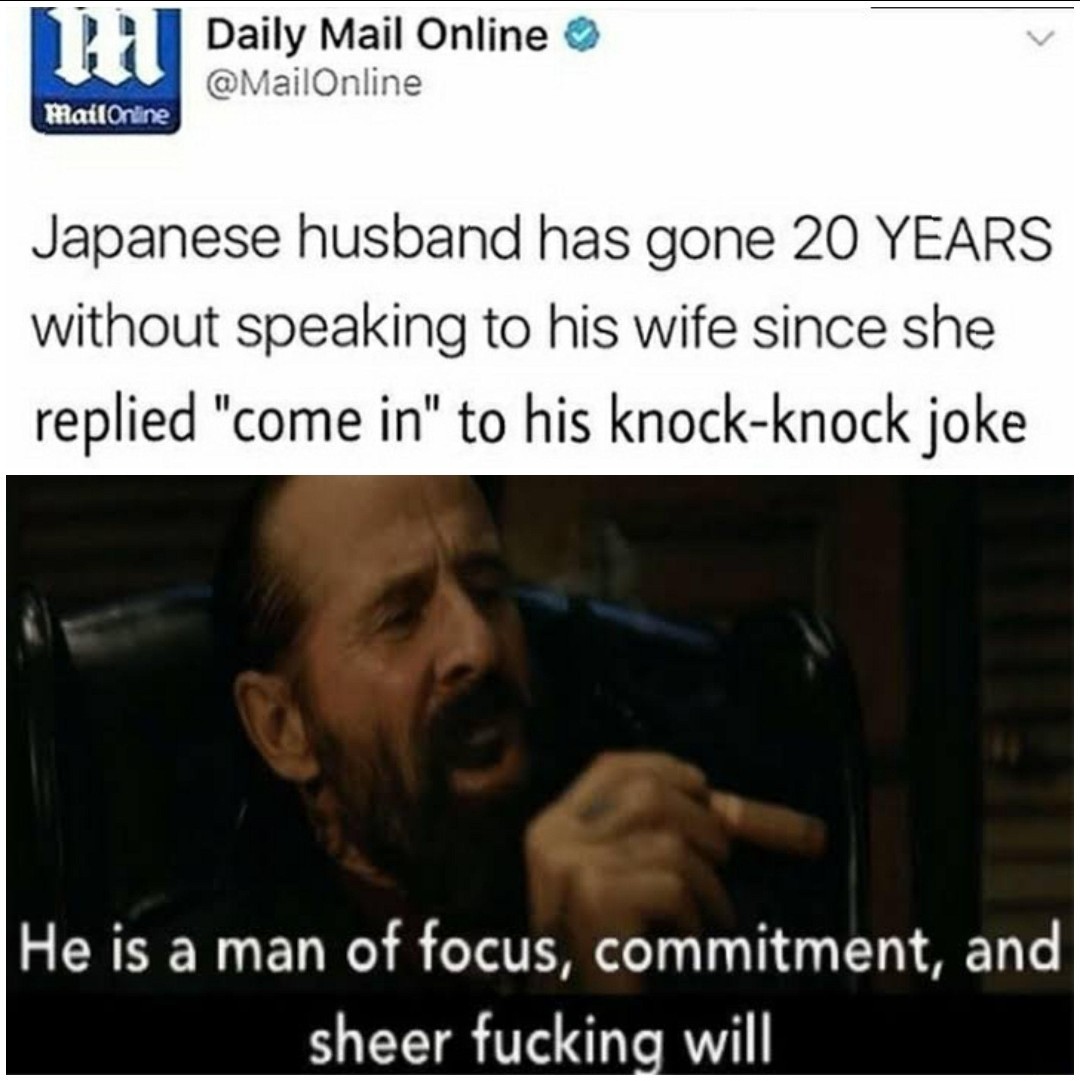 Daily Mail Online
@MailOnline
MailOnline
Japanese husband has gone 20 YEARS
without speaking to his wife since she
replied "come in" to his knock-knock joke
He is a man of focus, commitment, and
sheer fucking will